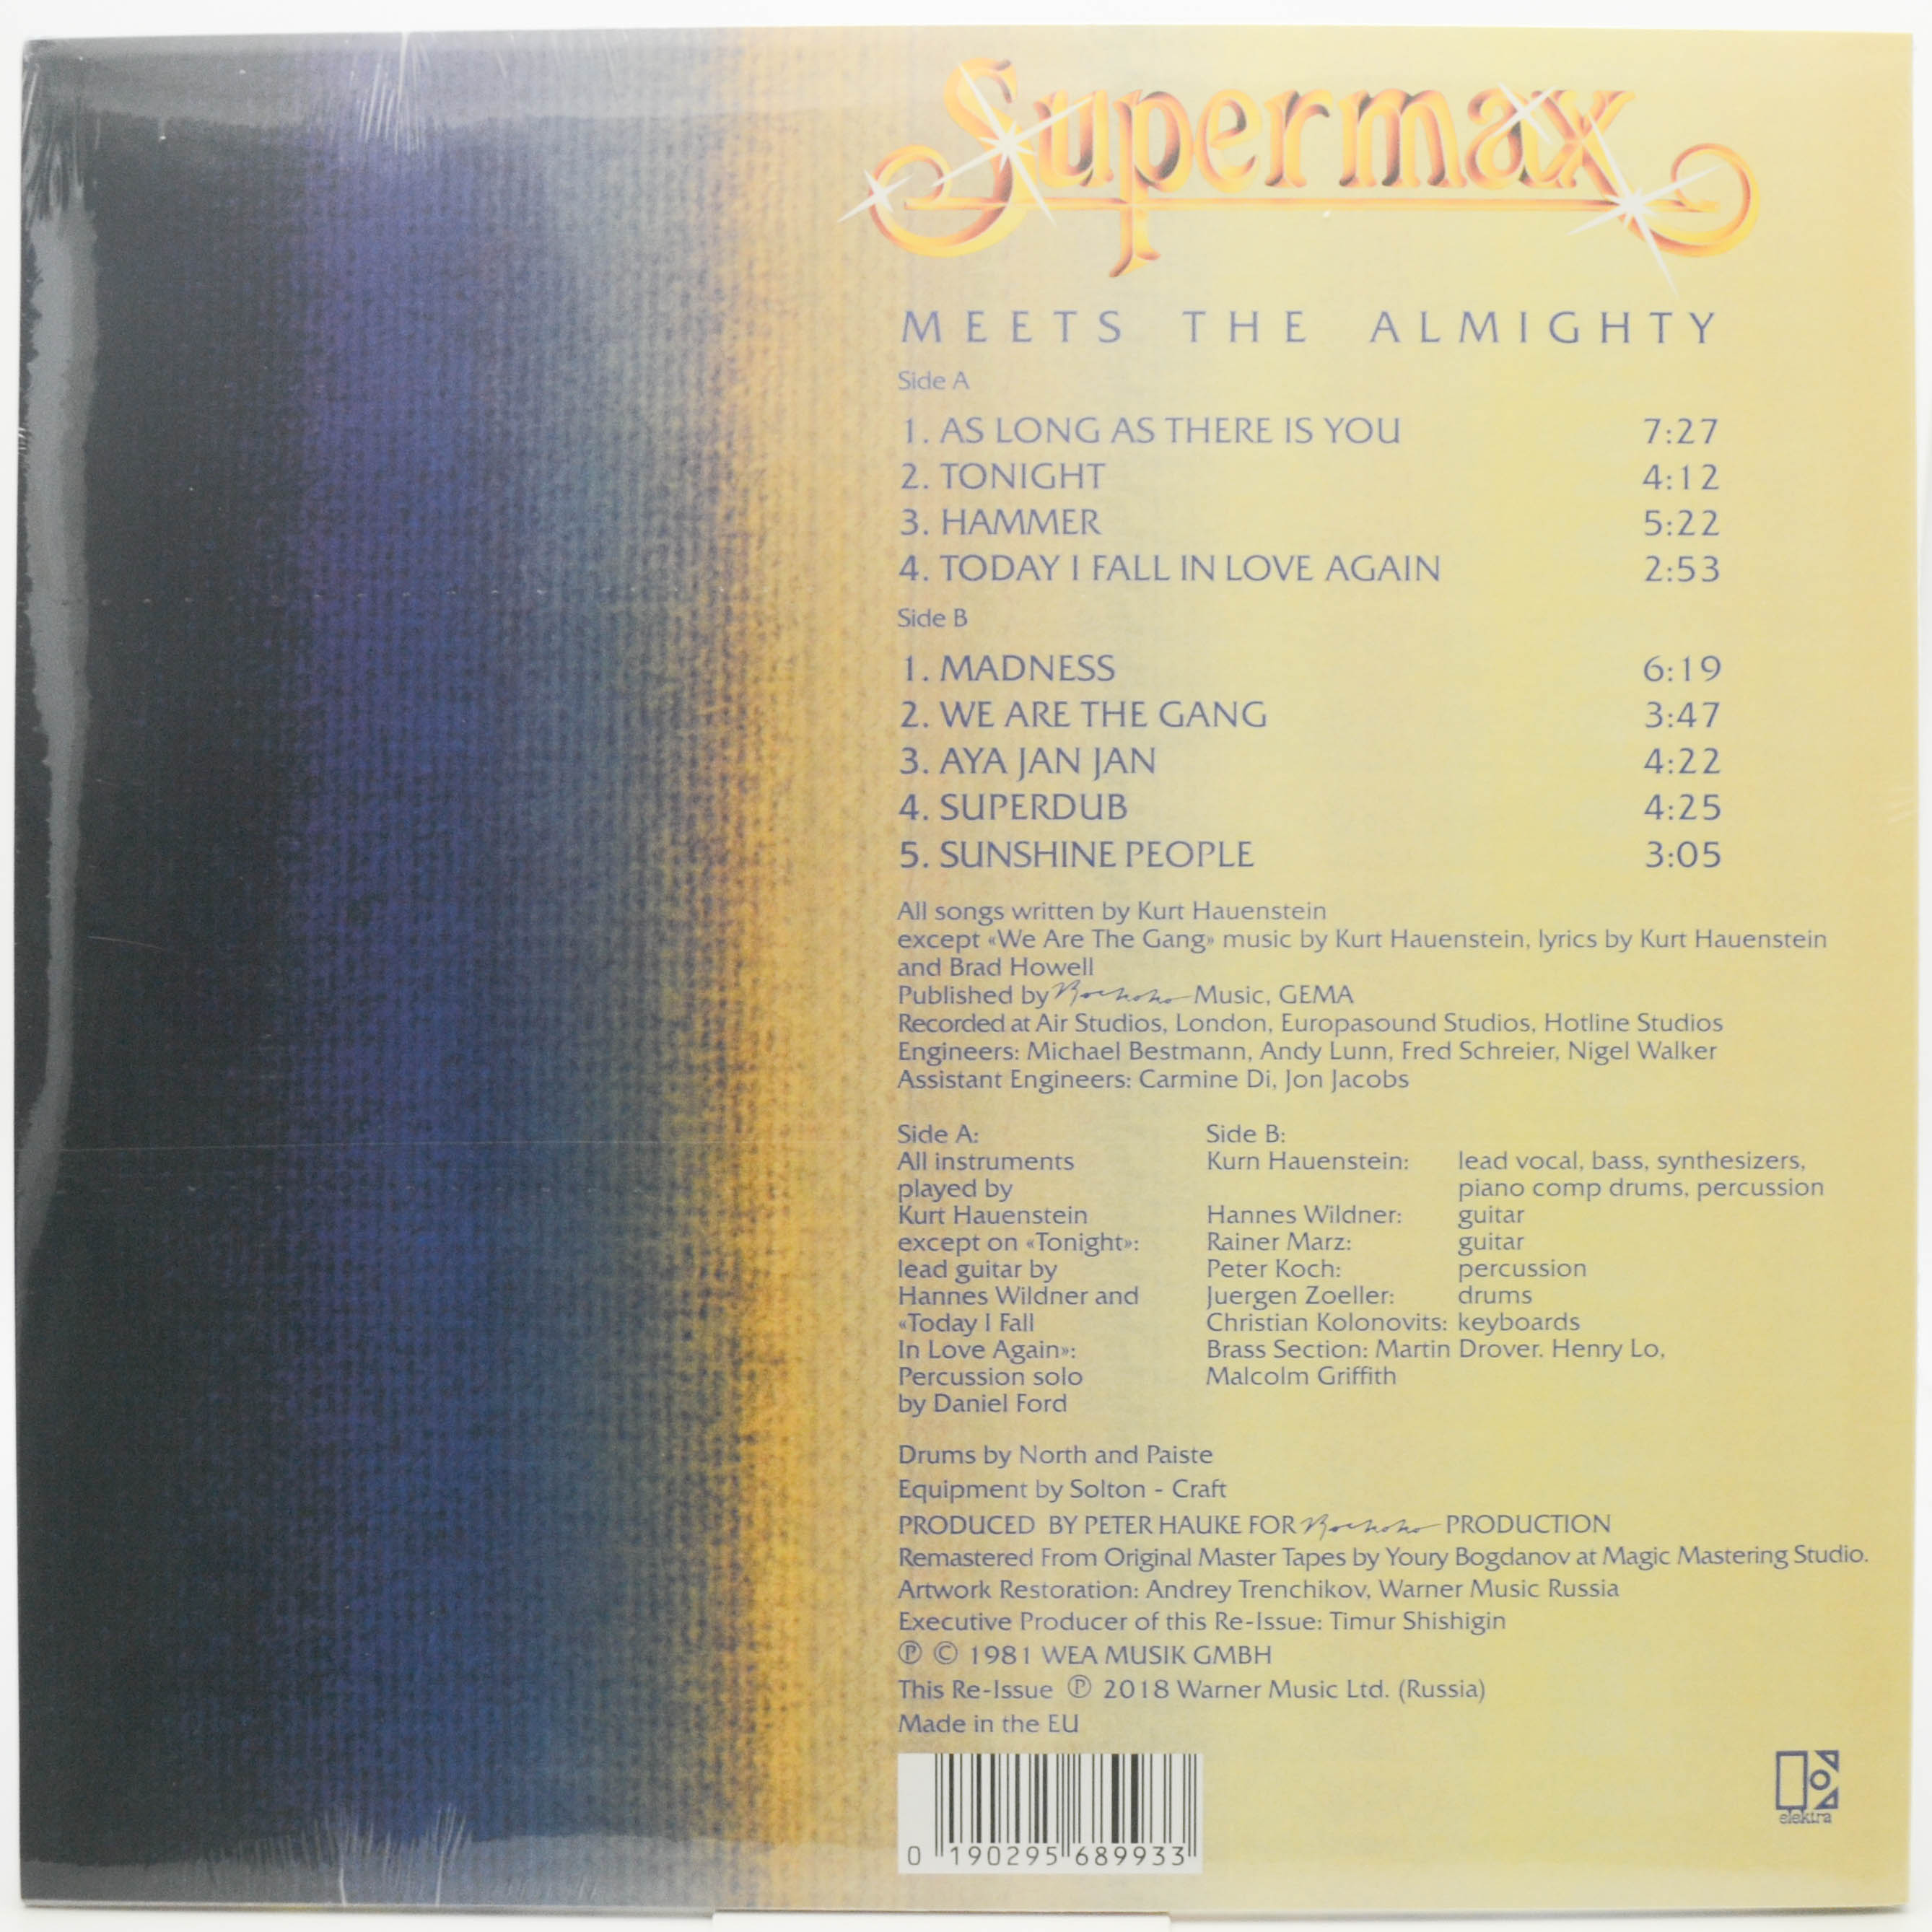 Supermax
MEETS THE ALMIGHTY
Side A
1. AS LONG AS THERE IS YOU 7:27
2. TONIGHT 4:12
3. HAMMER 5:22
4. TODAY I FALL IN LOVE AGAIN 2:53
Side B
1. MADNESS 6:19
2. WE ARE THE GANG 3:47
3. AYA JAN JAN 4:22
4. SUPERDUB 4:25
5. SUNSHINE PEOPLE 3:05
All songs written by Kurt Hauenstein
except «We Are The Gang» music by Kurt Hauenstein, lyrics by Kurt Hauenstein
and Brad Howell
Published by Music, GEMA
Recorded at Air Studios, London, Europasound Studios, Hotline Studios
Engineers: Michael Bestmann, Andy Lunn, Fred Schreier, Nigel Walker
Assistant Engineers: Carmine Di, Jon Jacobs
Side A:
All instruments
played by
Kurt Hauenstein
except on «Tonight»:
lead guitar by
Hannes Wildner and
«Today I Fall
In Love Again»:
Percussion solo
by Daniel Ford
Side B:
Kurn Hauenstein: lead vocal, bass, synthesizers,
piano comp drums, percussion
Hannes Wildner: guitar
Rainer Marz: guitar
Peter Koch: percussion
Juergen Zoeller: drums
Christian Kolonovits: keyboards
Brass Section: Martin Drover. Henry Lo,
Malcolm Griffith
Drums by North and Paiste
Equipment by Solton - Craft
PRODUCED BY PETER HAUKE FOR PRODUCTION
Remastered From Original Master Tapes by Youry Bogdanov at Magic Mastering Studio.
Artwork Restoration: Andrey Trenchikov, Warner Music Russia
Executive Producer of this Re-Issue: Timur Shishigin
℗ © 1981 WEA MUSIK GMBH
This Re-Issue ℗ 2018 Warner Music Ltd. (Russia)
Made in the EU
0 190295 689933
elektra